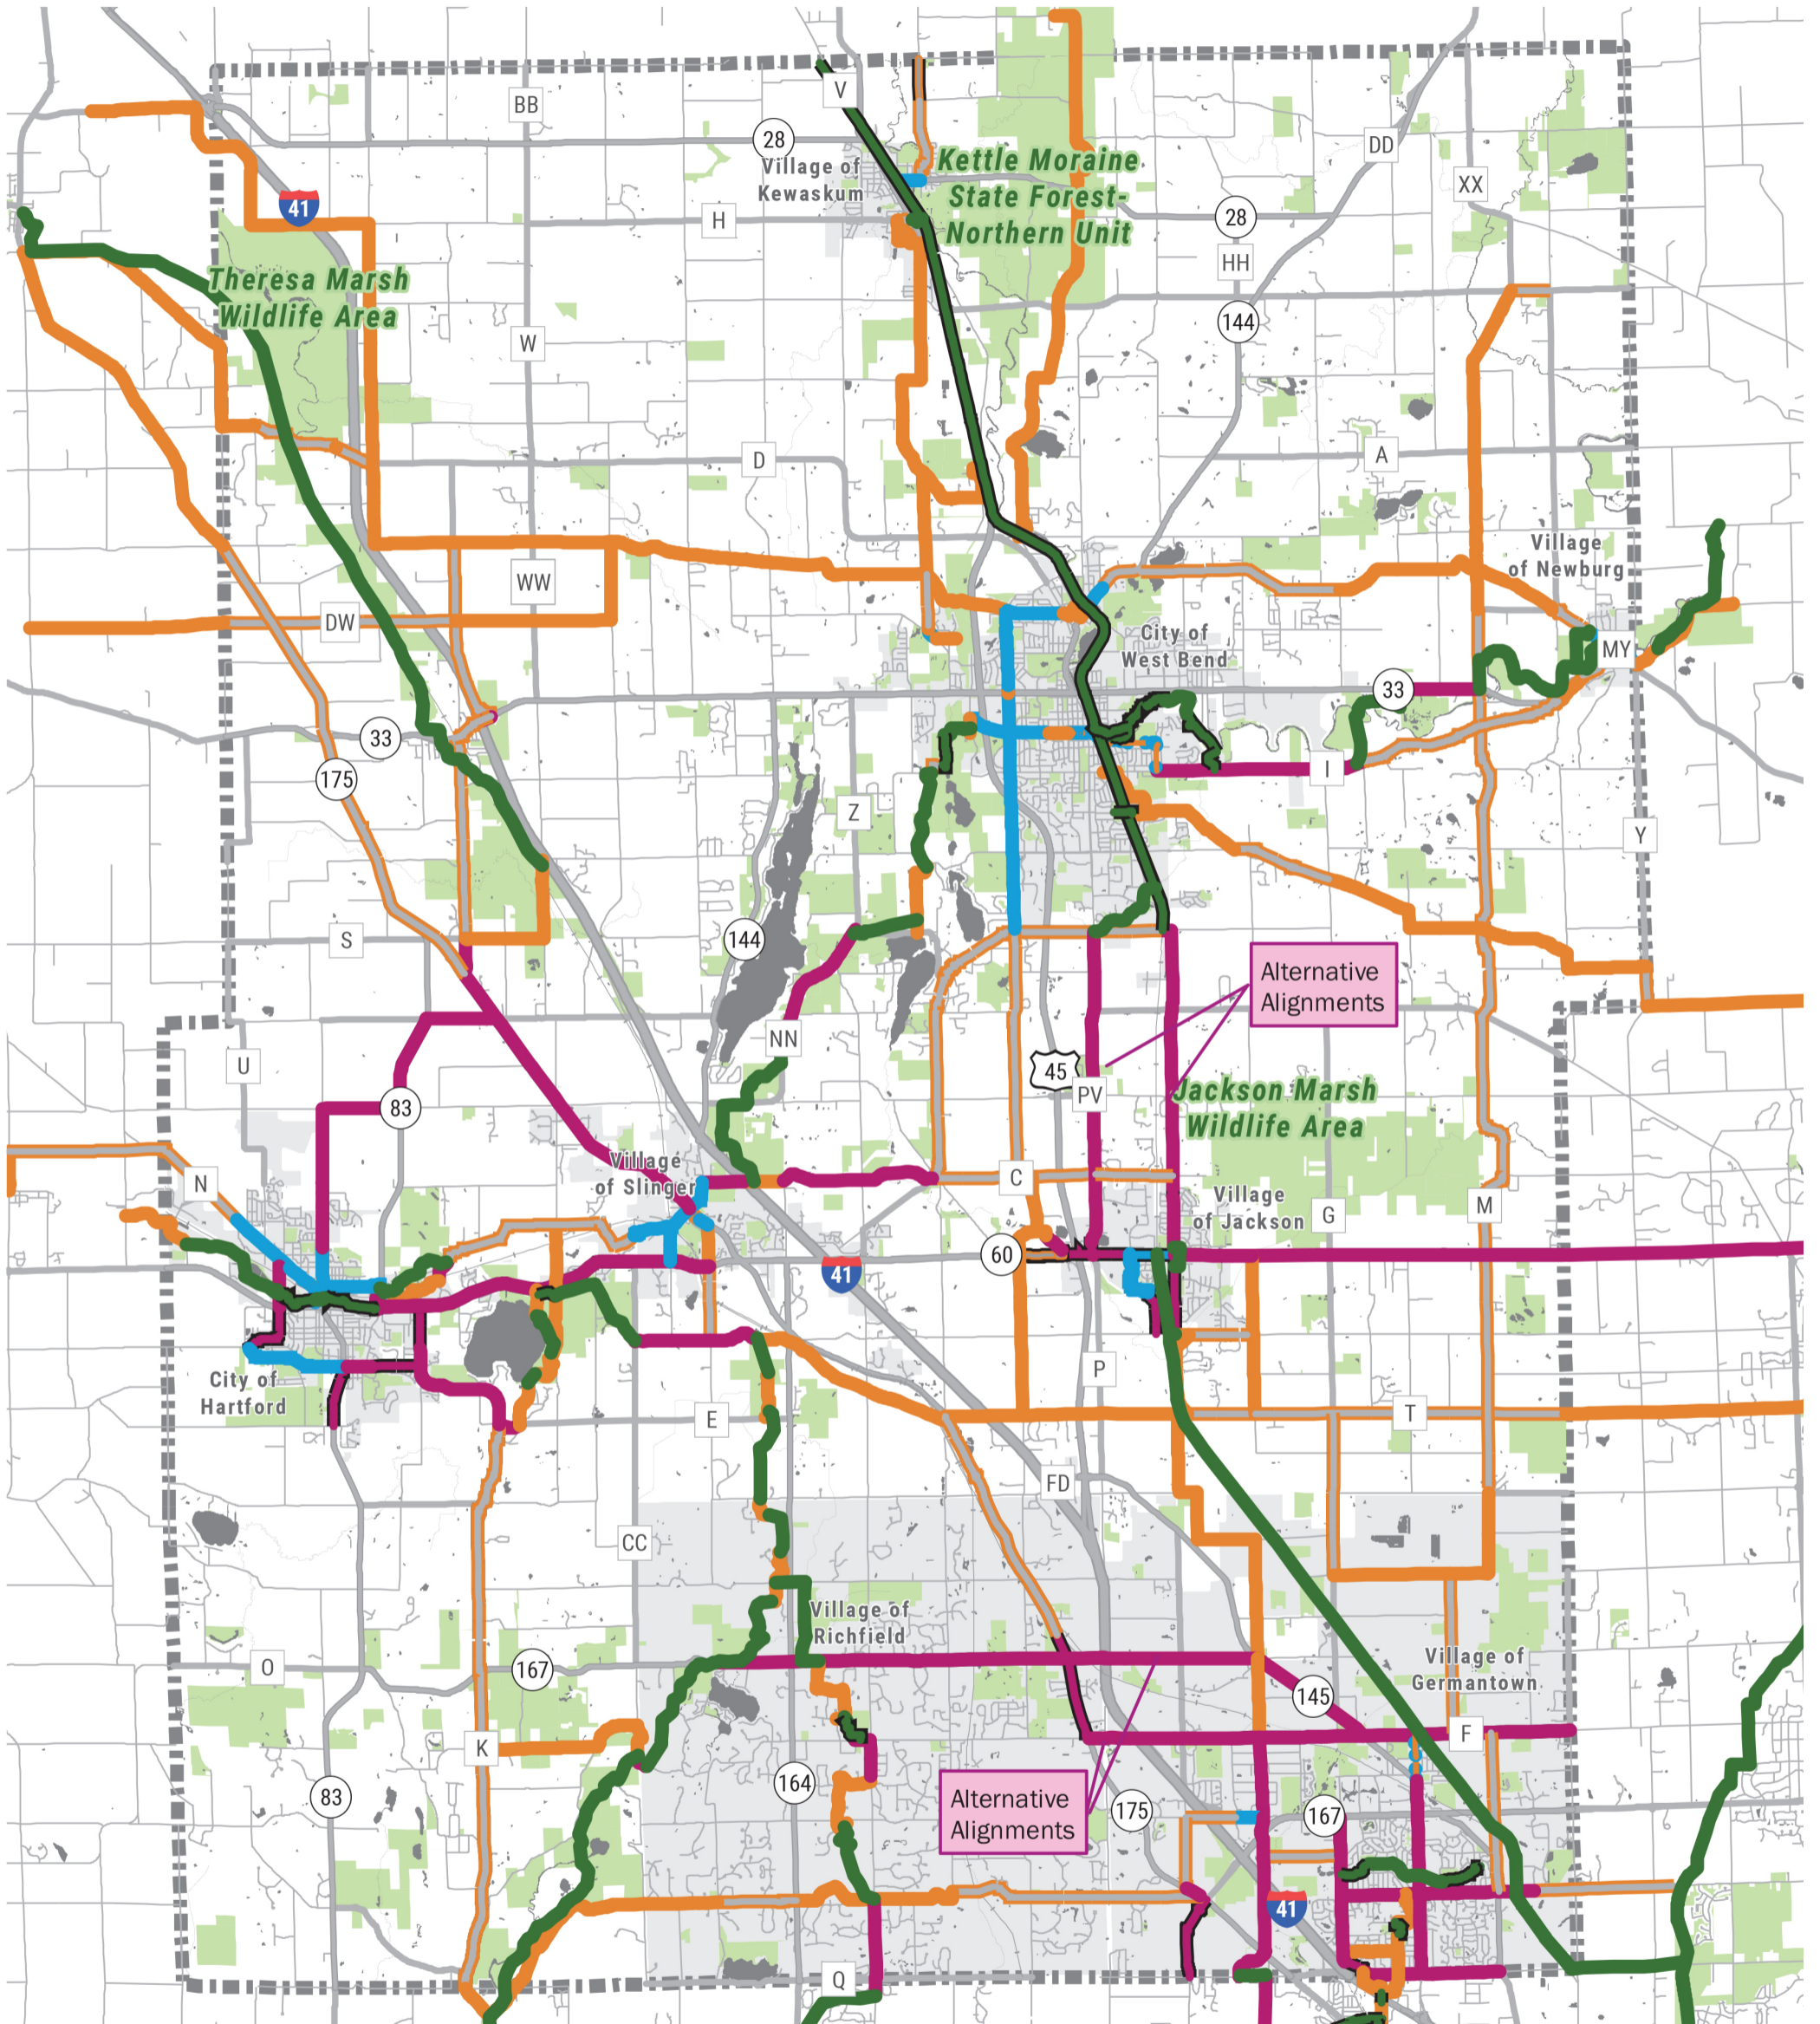 V
BB
28
Village of
Kewaskum
Kettle Moraine
State Forest-
Northern Unit
DD
XX
41
H
28
HH
144
Theresa Marsh
Wildlife Area
W
D
A
Village
of Newburg
WW
DW
City of
West Bend
MY
33
33
175
I
Z
Y
S
144
Alternative
Alignments
NN
U
45
PV
83
Jackson Marsh
Wildlife Area
Village
of Slinger
N
C
Village
of Jackson
G
M
60
41
City of
Hartford
P
E
T
FD
CC
Village of
Richfield
O
167
Village of
Germantown
145
K
F
83
164
Alternative
Alignments
175
167
41
Q